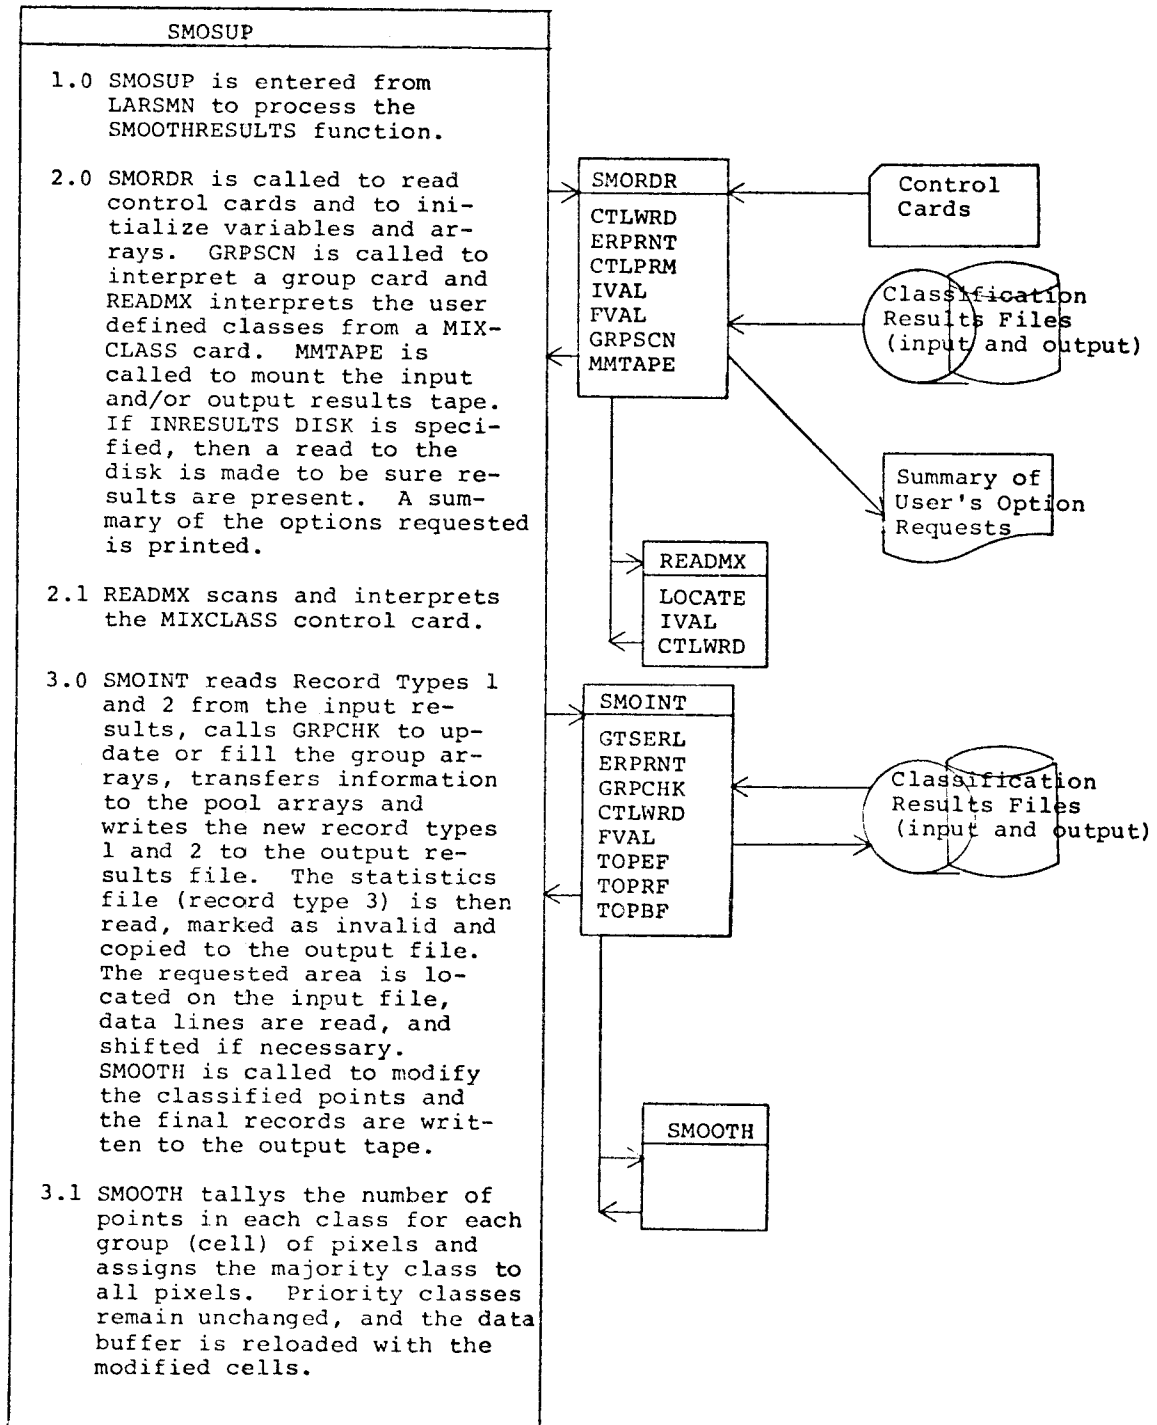 SMOSUP
1.0 SMOSUP is entered from
LARSMN to process the
SMOOTHRESULTS function.
2.0 SMORDR is called to read
control cards and to ini-
tialize variables and ar-
rays. GRPSCN is called to
interpret a group card and
READMX interprets the user
defined classes from a MIX-
CLASS card. MMTAPE is
called to mount the input
and/or output results tape.
If INRESULTS DISK is speci-
fied, then a read to the
disk is made to be sure re-
sults are present. A sum-
mary of the options requested
is printed.
2.1 READMX scans and interprets
the MIXCLASS control card.
3.0 SMOINT reads Record Types 1
and 2 from the input re-
sults, calls GRPCHK to up-
date or fill the group ar-
rays, transfers information
to the pool arrays and
writes the new record types
1 and 2 to the output re-
sults file. The statistics
file (record type 3) is then
read, marked as invalid and
copied to the output file.
The requested area is lo-
cated on the input file,
data lines are read, and
shifted if necessary.
SMOOTH is called to modify
the classified points and
the final records are writ-
ten to the output tape.
3.1 SMOOTH tallys the number of
points in each class for each
group (cell) of pixels and
assigns the majority class to
all pixels. Priority classes
remain unchanged, and the data
buffer is reloaded with the
modified cells.
SMORDR
CTLWRD
ERPRNT
CTLPRM
IVAL
FVAL
GRPSCN
MMTAPE
Control
Cards
Classification
Results Files
(input and output)
Summary of
User's Option
Requests
READMX
LOCATE
IVAL
CTLWRD
SMOINT
GTSERL
ERPRNT
GRPCHK
CTLWRD
FVAL
TOPEF
TOPRF
TOPBF
Classification
Results Files
(input and output)
SMOOTH